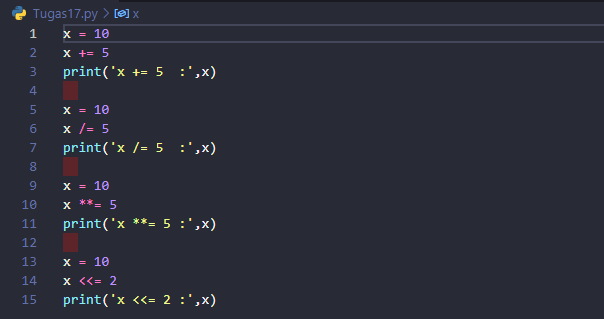 Tugas17.py > x
1 x = 10
2 x += 5
3 print('x += 5  :',x)
4
5 x = 10
6 x /= 5
7 print('x /= 5  :',x)
8
9 x = 10
10 x **= 5
11 print('x **= 5 :',x)
12
13 x = 10
14 x <<= 2
15 print('x <<= 2 :',x)